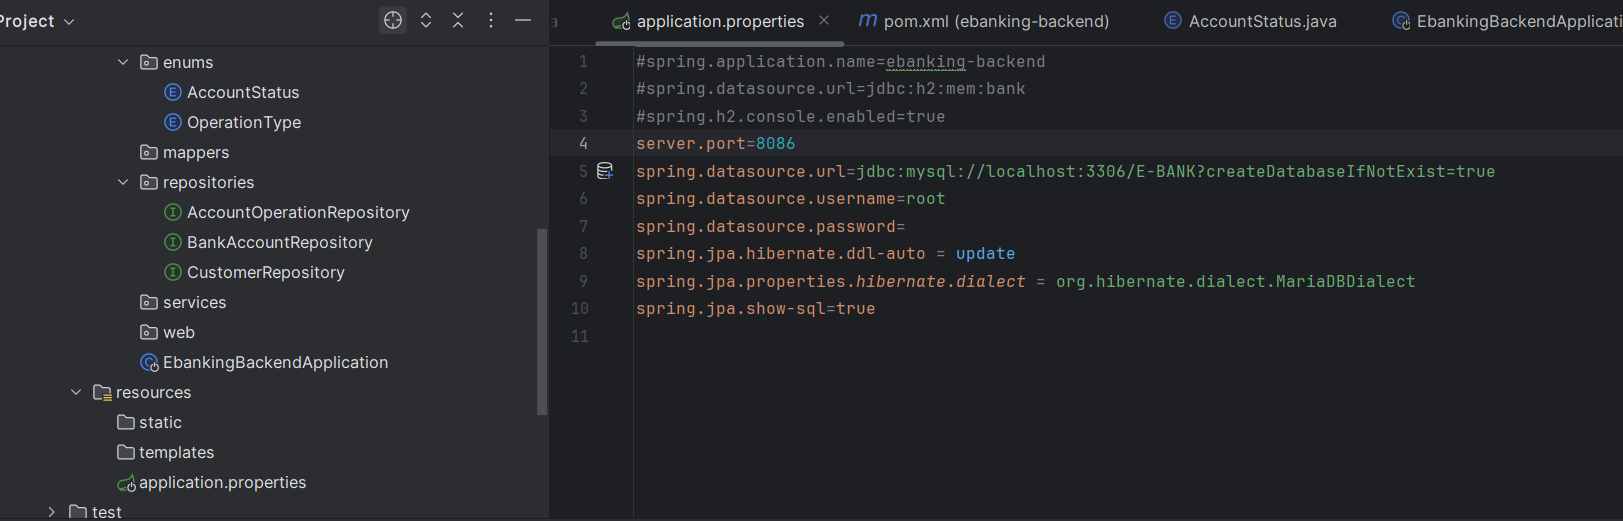 Project
enums
AccountStatus
OperationType
mappers
repositories
AccountOperationRepository
BankAccountRepository
CustomerRepository
services
web
EbankingBackendApplication
resources
static
templates
application.properties
test
a
application.properties
pom.xml (ebanking-backend)
AccountStatus.java
EbankingBackendApplicati
1 #spring.application.name=ebanking-backend
2 #spring.datasource.url=jdbc:h2:mem:bank
3 #spring.h2.console.enabled=true
4 server.port=8086
5 spring.datasource.url=jdbc:mysql://localhost:3306/E-BANK?createDatabaseIfNotExist=true
6 spring.datasource.username=root
7 spring.datasource.password=
8 spring.jpa.hibernate.ddl-auto = update
9 spring.jpa.properties.hibernate.dialect = org.hibernate.dialect.MariaDBDialect
10 spring.jpa.show-sql=true
11